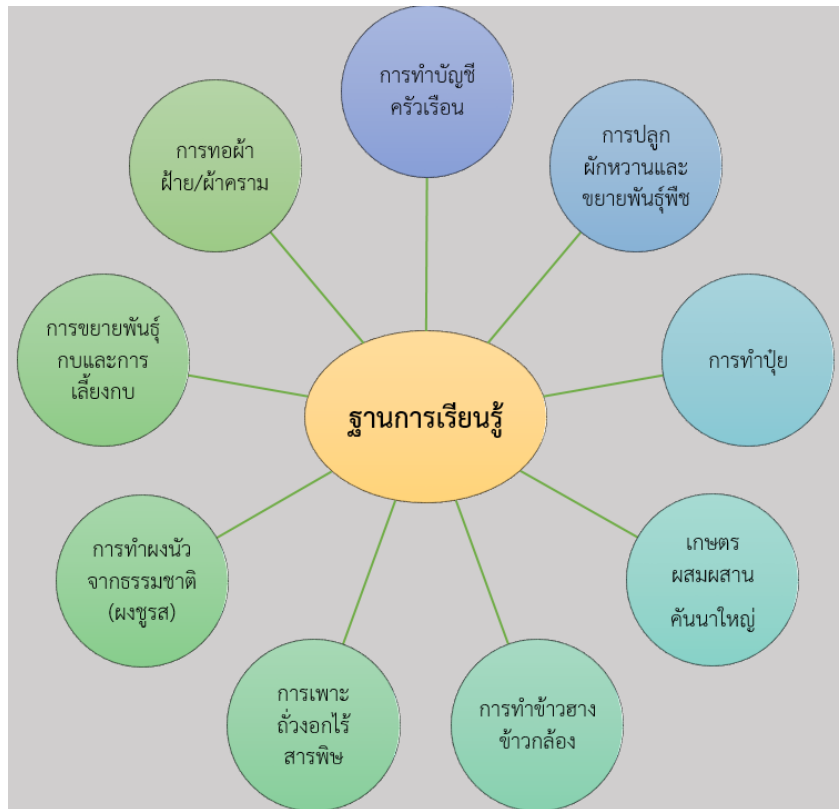 การทำบัญชี
ครัวเรือน
การปลูก
ผักหวานและ
ขยายพันธุ์พืช
การทำปุ๋ย
เกษตร
ผสมผสาน
คันนาใหญ่
การทำข้าวฮาง
ข้าวกล้อง
การเพาะ
ถั่วงอกไร้
สารพิษ
การทำผงนัว
จากธรรมชาติ
(ผงชูรส)
การขยายพันธุ์
กบและการ
เลี้ยงกบ
การทอผ้า
ฝ้าย/ผ้าคราม
ฐานการเรียนรู้